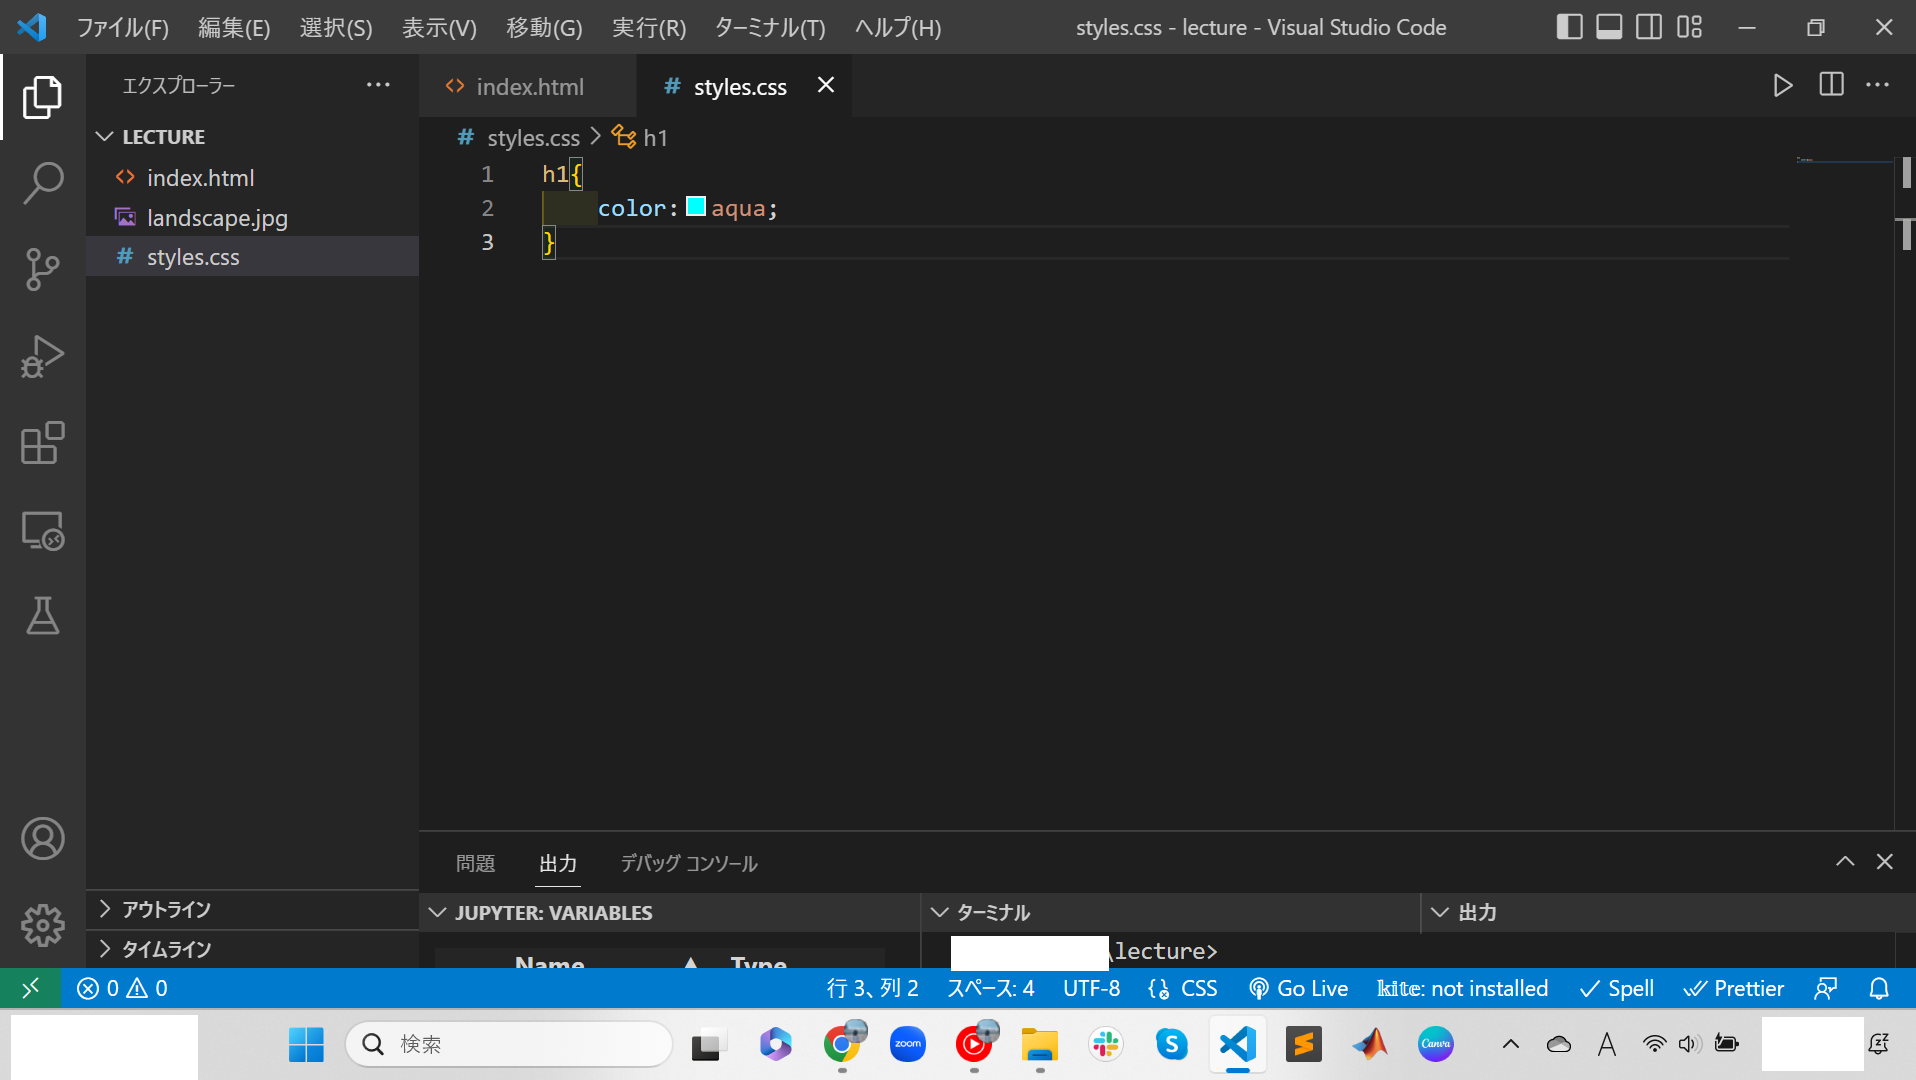 ファイル(F) 編集(E) 選択(S) 表示(V) 移動(G) 実行(R) ターミナル(T) ヘルプ(H) styles.css - lecture - Visual Studio Code
エクスプローラー
index.html
styles.css
LECTURE
index.html
landscape.jpg
styles.css
styles.css h1
1 h1{
2 color: aqua;
3 }
アウトライン
タイムライン
問題 出力 デバッグ コンソール
JUPYTER: VARIABLES
Name Type
ターミナル
\lecture>
出力
0 0
行 3、列 2 スペース: 4 UTF-8 CSS Go Live kite: not installed Spell Prettier
検索
zoom
S
Canva
A